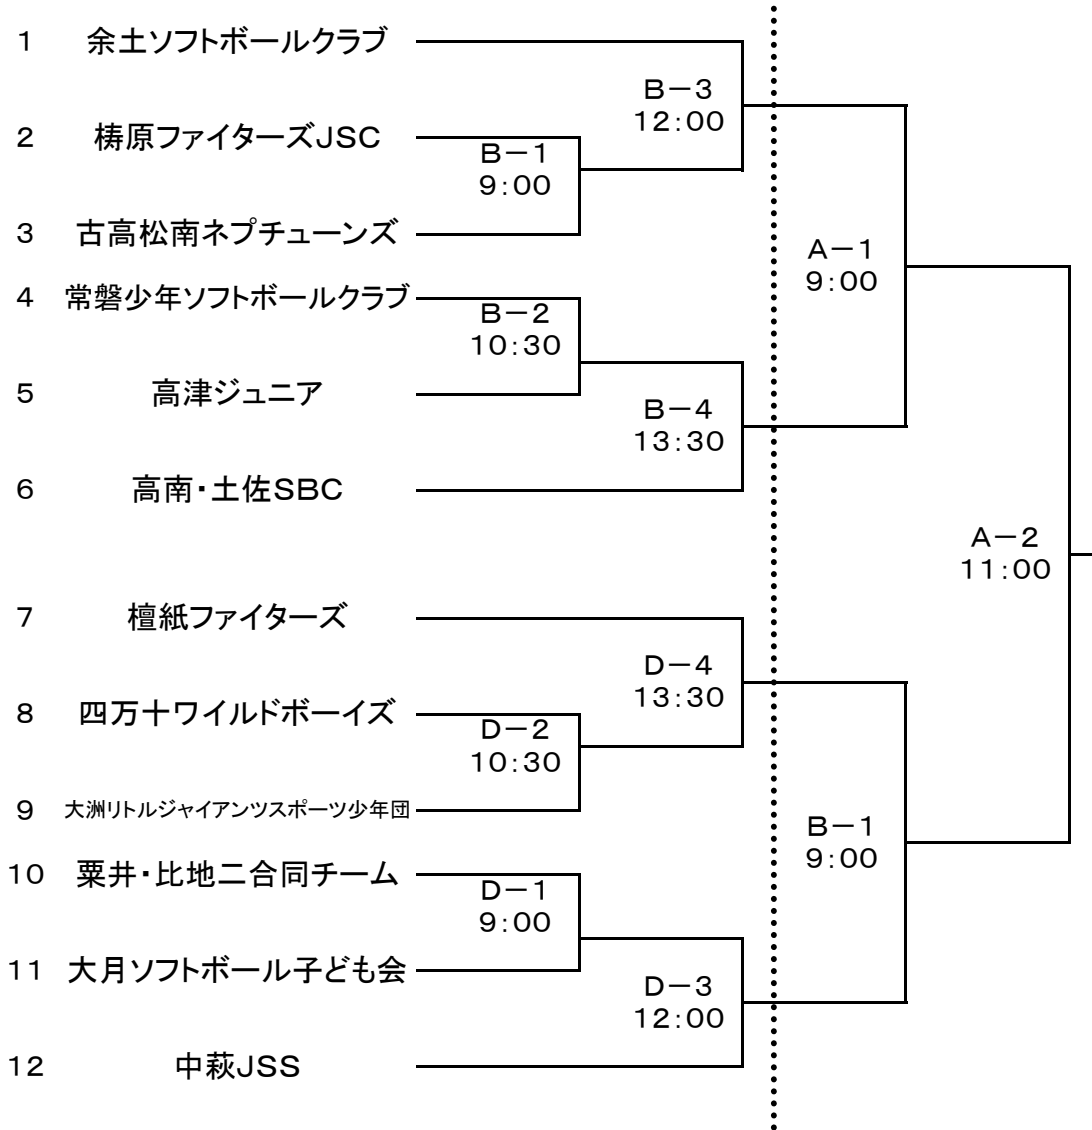 1 余土ソフトボールクラブ
B－3
12:00
2 梼原ファイターズJSC
B－1
9:00
3 古高松南ネプチューンズ
A－1
9:00
4 常磐少年ソフトボールクラブ
B－2
10:30
5 高津ジュニア
B－4
13:30
6 高南・土佐SBC
A－2
11:00
7 檀紙ファイターズ
D－4
13:30
8 四万十ワイルドボーイズ
D－2
10:30
9 大洲リトルジャイアンツスポーツ少年団
B－1
9:00
10 粟井・比地二合同チーム
D－1
9:00
11 大月ソフトボール子ども会
D－3
12:00
12 中萩JSS